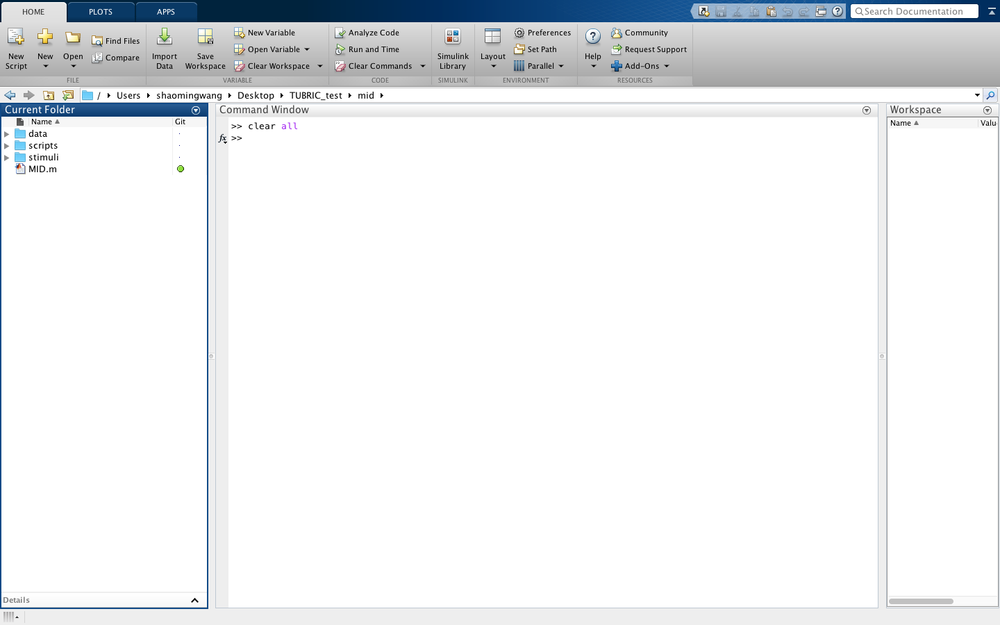 HOME PLOTS APPS Search Documentation
New Script
New
Open
Find Files
Compare
Import Data
Save Workspace
New Variable
Open Variable
Clear Workspace
Analyze Code
Run and Time
Clear Commands
Simulink Library
Layout
Preferences
Set Path
Parallel
Help
Community
Request Support
Add-Ons
FILE VARIABLE CODE SIMULINK ENVIRONMENT RESOURCES
/ Users shaomingwang Desktop TUBRIC_test mid
Current Folder
Name Git
data
scripts
stimuli
MID.m
Details
Command Window
>> clear all
fx >>
Workspace
Name Valu